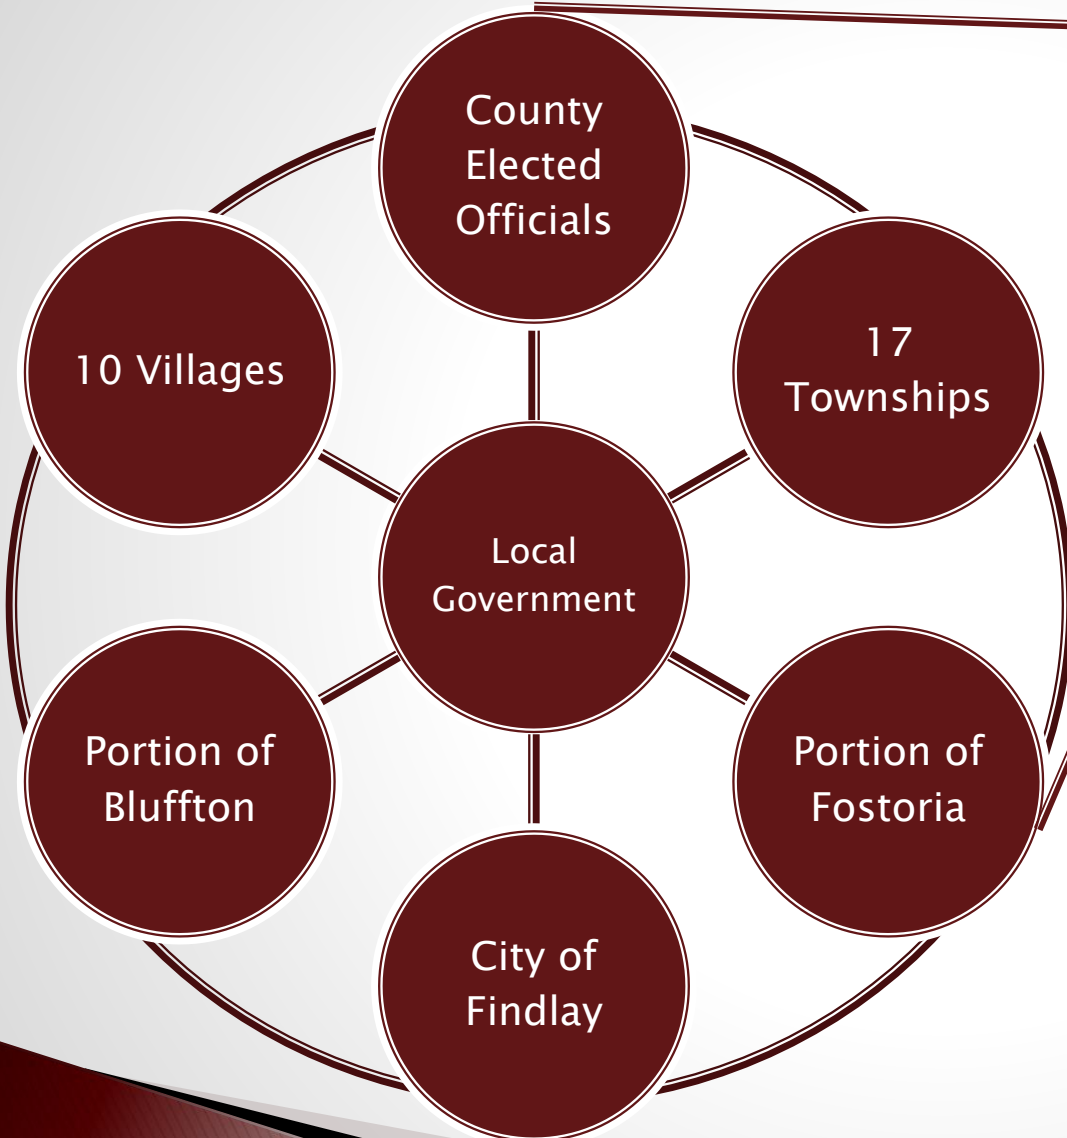 County
Elected
Officials
10 Villages
17
Townships
Local
Government
Portion of
Bluffton
Portion of
Fostoria
City of
Findlay